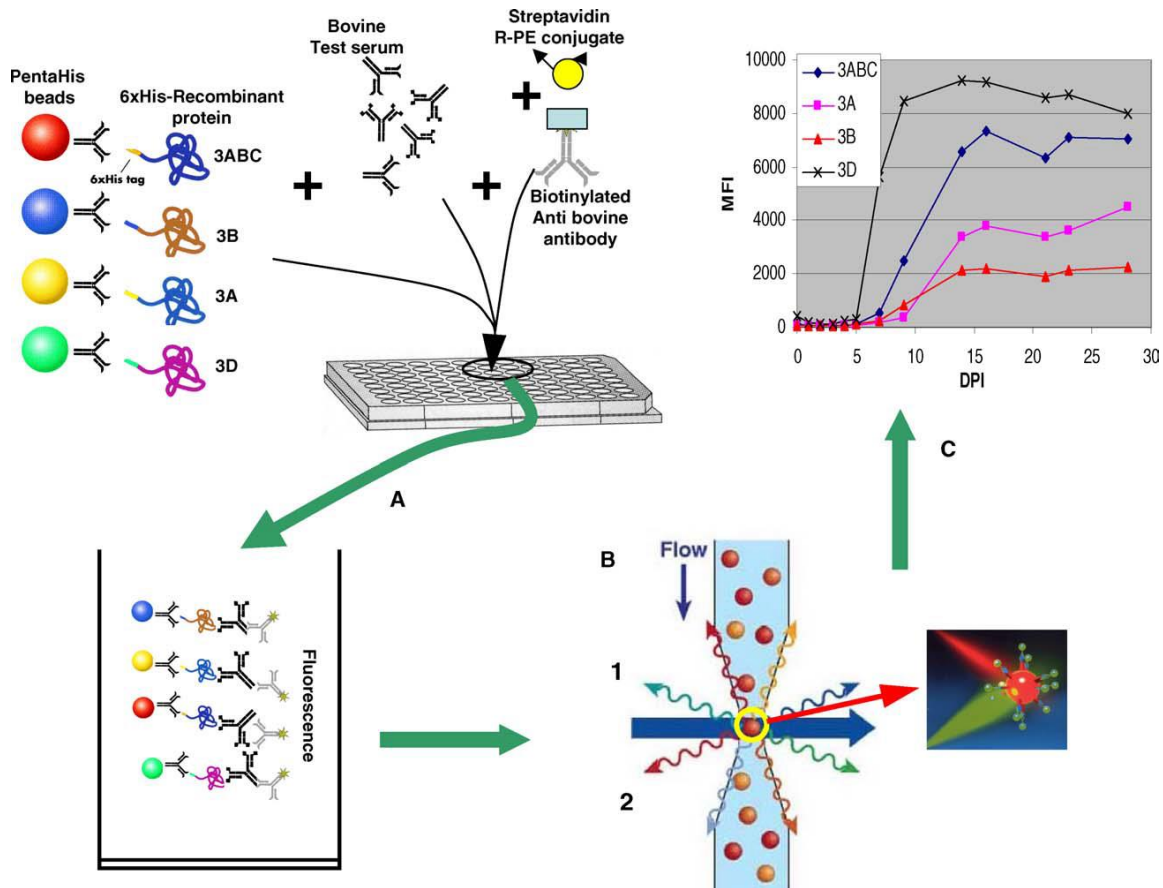 PentaHis
beads
6xHis-Recombinant
protein
3ABC
6xHis tag
3B
3A
3D
+
Bovine
Test serum
+
Streptavidin
R-PE conjugate
+
Biotinylated
Anti bovine
antibody
10000
8000
6000
4000
2000
0
MFI
3ABC
3A
3B
3D
0
5
10
15
20
25
30
DPI
A
Fluorescence
B
Flow
1
2
C